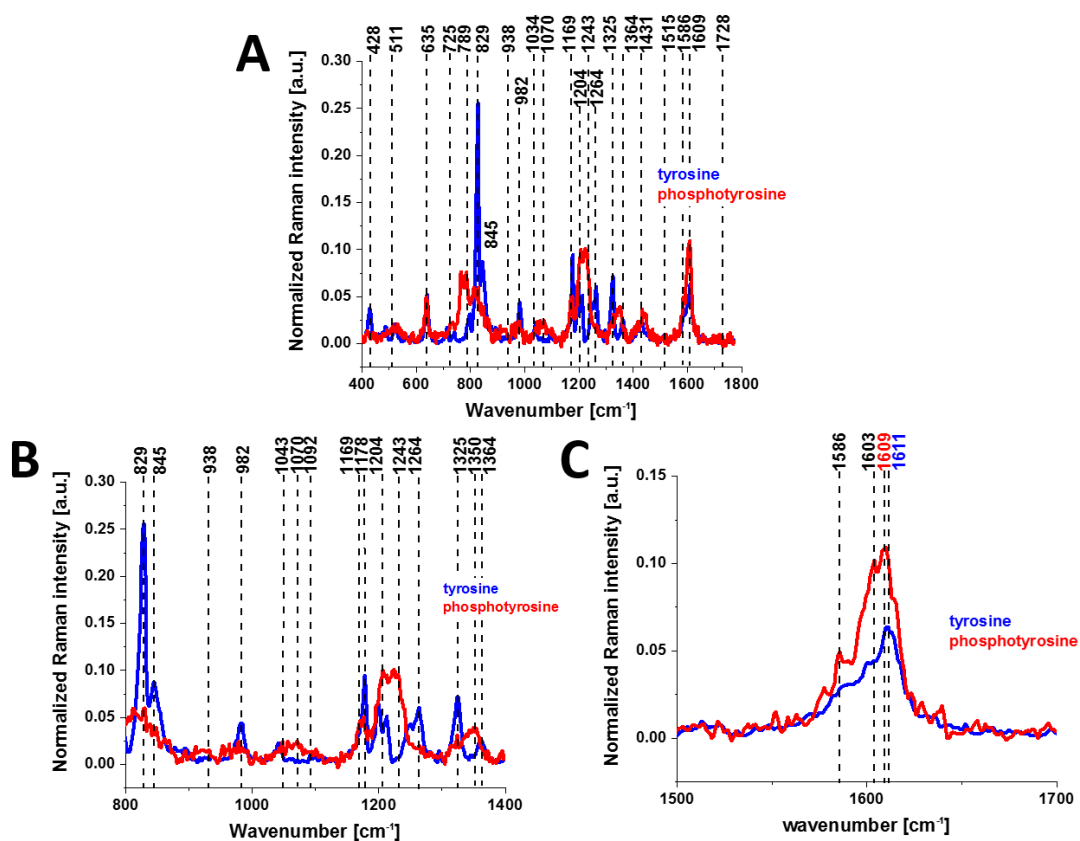 A
428 511 635 725 789 829 938 1034 1070 1169 1243 1325 1364 1431 1515 1586 1609 1728
982 1204 1264
845
tyrosine
phosphotyrosine
Normalized Raman intensity [a.u.]
0.30
0.25
0.20
0.15
0.10
0.05
0.00
400 600 800 1000 1200 1400 1600 1800
Wavenumber [cm⁻¹]
B
829 845 938 982 1043 1070 1092 1169 1178 1204 1243 1264 1325 1350 1364
tyrosine
phosphotyrosine
Normalized Raman intensity [a.u.]
0.30
0.25
0.20
0.15
0.10
0.05
0.00
800 1000 1200 1400
Wavenumber [cm⁻¹]
C
1586 1603 1609 1611
tyrosine
phosphotyrosine
Normalized Raman intensity [a.u.]
0.15
0.10
0.05
0.00
1500 1600 1700
wavenumber [cm⁻¹]